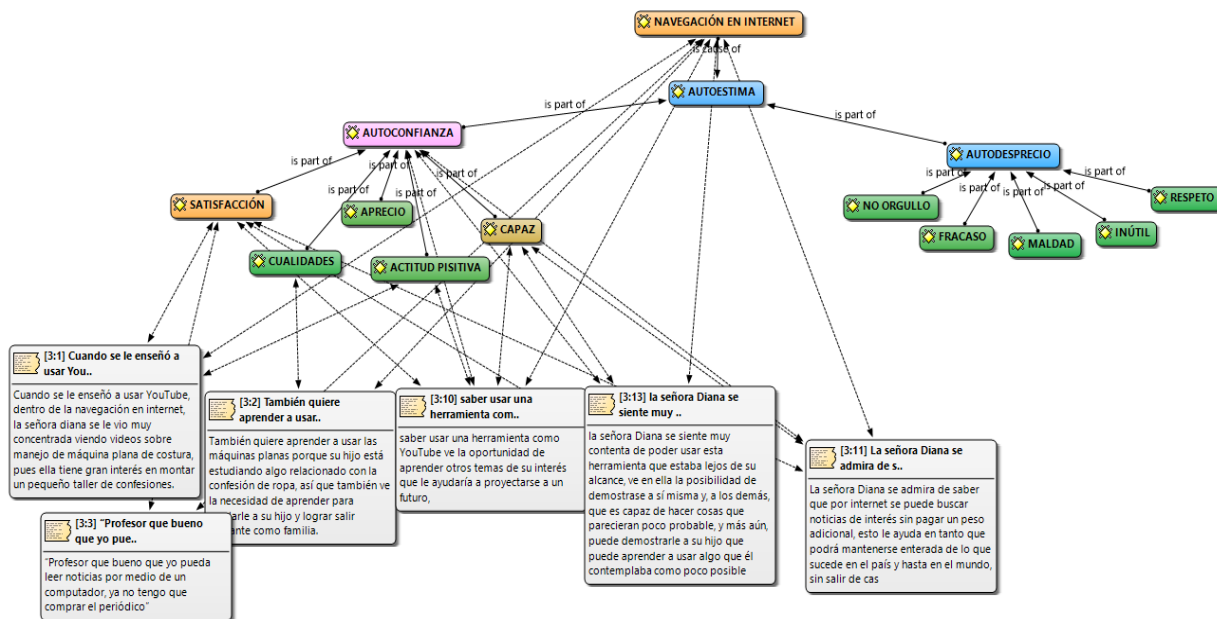 NAVEGACIÓN EN INTERNET
is cause of
AUTOESTIMA
is part of
is part of
AUTOCONFIANZA
AUTODESPRECIO
is part of
is part of
is part of
is part of
is part of
is part of
is part of
is part of
is part of
is part of
SATISFACCIÓN
APRECIO
CAPAZ
NO ORGULLO
RESPETO
FRACASO
MALDAD
INÚTIL
CUALIDADES
ACTITUD PISITIVA
[3:1] Cuando se le enseñó a
usar You..
Cuando se le enseñó a usar YouTube,
dentro de la navegación en internet,
la señora diana se le vio muy
concentrada viendo videos sobre
manejo de máquina plana de costura,
pues ella tiene gran interés en montar
un pequeño taller de confesiones.
[3:2] También quiere
aprender a usar..
También quiere aprender a usar las
máquinas planas porque su hijo está
estudiando algo relacionado con la
confesión de ropa, así que también ve
la necesidad de aprender para
arle a su hijo y lograr salir
ante como familia.
[3:10] saber usar una
herramienta com..
saber usar una herramienta como
YouTube ve la oportunidad de
aprender otros temas de su interés
que le ayudaría a proyectarse a un
futuro,
[3:13] la señora Diana se
siente muy ..
la señora Diana se siente muy
contenta de poder usar esta
herramienta que estaba lejos de su
alcance, ve en ella la posibilidad de
demostrase a sí misma y, a los demás,
que es capaz de hacer cosas que
parecieran poco probable, y más aún,
puede demostrarle a su hijo que
puede aprender a usar algo que él
contemplaba como poco posible
[3:11] La señora Diana se
admira de s..
La señora Diana se admira de saber
que por internet se puede buscar
noticias de interés sin pagar un peso
adicional, esto le ayuda en tanto que
podrá mantenerse enterada de lo que
sucede en el país y hasta en el mundo,
sin salir de cas
[3:3] “Profesor que bueno
que yo pue..
“Profesor que bueno que yo pueda
leer noticias por medio de un
computador, ya no tengo que
comprar el periódico”